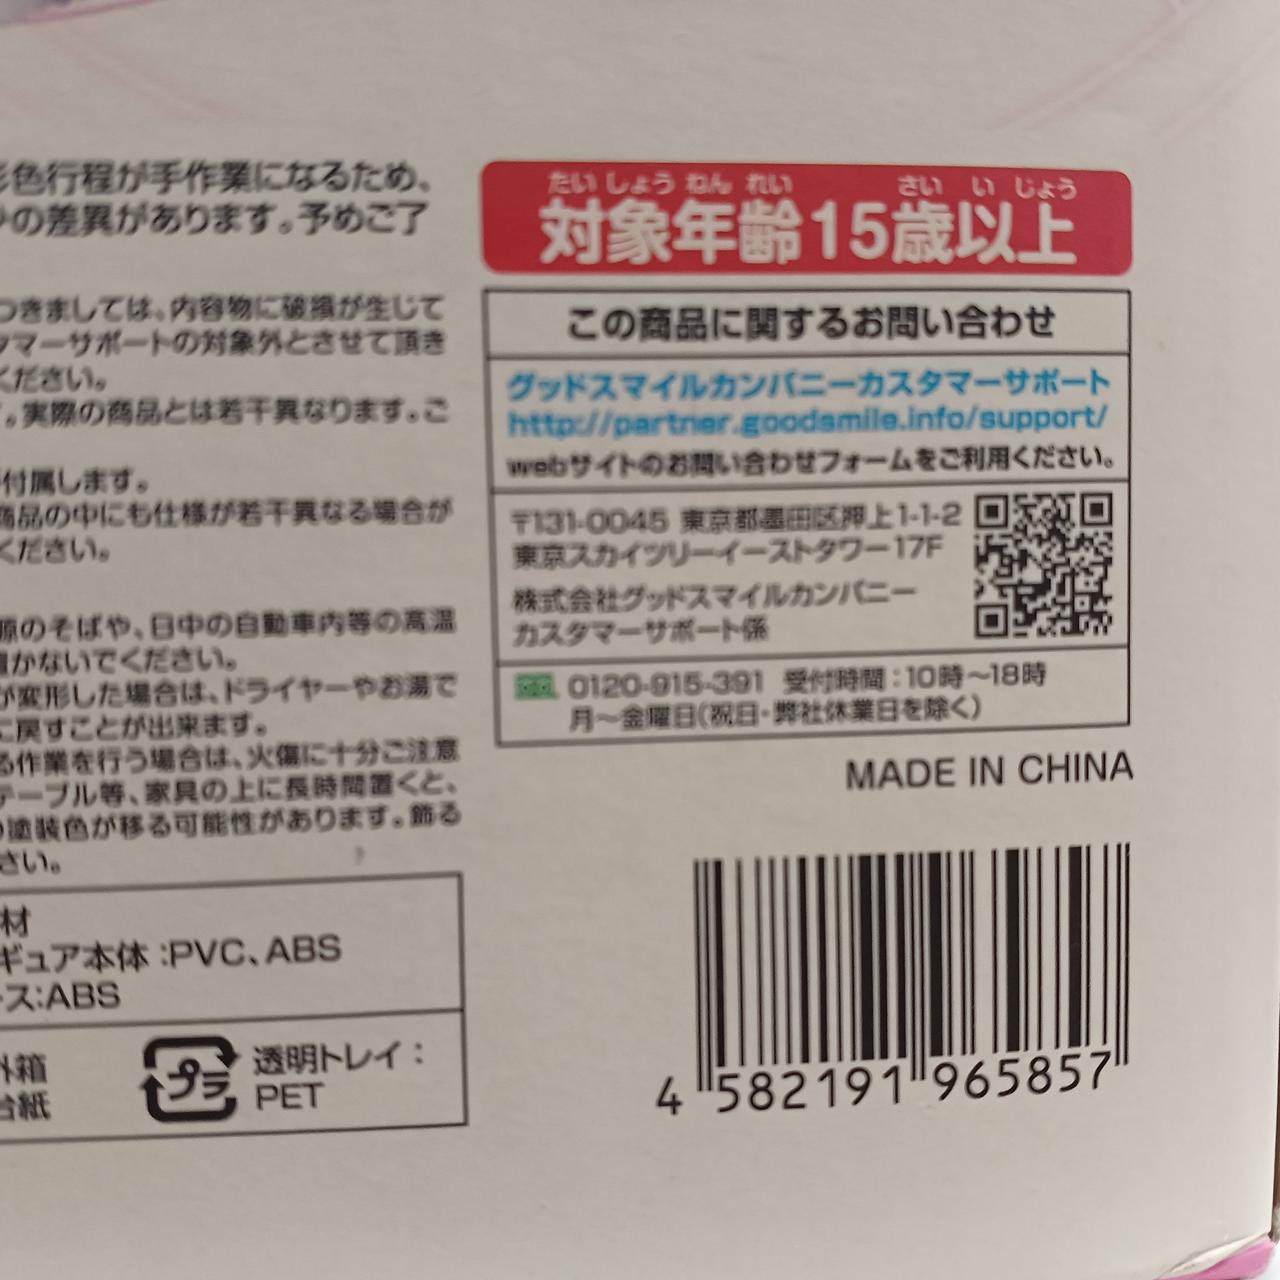 色行程が手作業になるため、
の差異があります。予めご了
つきましては、内容物に破損が生じて
タマーサポートの対象外とさせて頂き
ください。
。実際の商品とは若干異なります。ご
付属します。
商品の中にも仕様が若干異なる場合が
ください。
源のそばや、日中の自動車内等の高温
置かないでください。
が変形した場合は、ドライヤーやお湯で
に戻すことが出来ます。
る作業を行う場合は、火傷に十分ご注意
テーブル等、家具の上に長時間置くと、
塗装色が移る可能性があります。飾る
さい。
材
ギュア本体:PVC、ABS
ース:ABS
外箱
台紙
プラ
透明トレイ:
PET
たいしょうねんれい さいいじょう
対象年齢15歳以上
この商品に関するお問い合わせ
グッドスマイルカンパニーカスタマーサポート
http://partner.goodsmile.info/support/
webサイトのお問い合わせフォームをご利用ください。
〒131-0045 東京都墨田区押上1-1-2
東京スカイツリーイーストタワー17F
株式会社グッドスマイルカンパニー
カスタマーサポート係
0120-915-391 受付時間:10時~18時
月~金曜日(祝日・弊社休業日を除く)
MADE IN CHINA
4 582191 965857